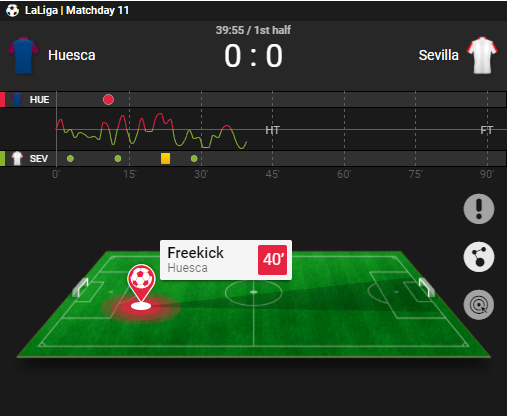 LaLiga | Matchday 11
39:55 / 1st half
Huesca 0 : 0 Sevilla
HUE
HT FT
SEV
0' 15' 30' 45' 60' 75' 90'
Freekick 40'
Huesca